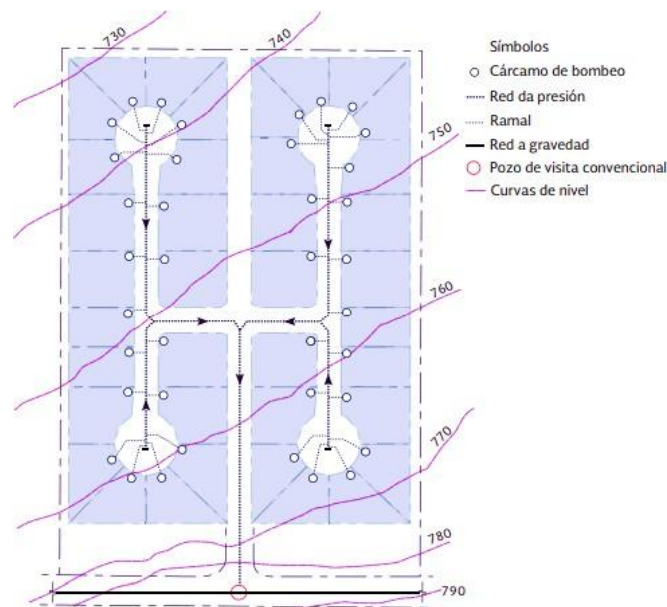 730
740
750
760
770
780
790
Símbolos
Cárcamo de bombeo
Red da presión
Ramal
Red a gravedad
Pozo de visita convencional
Curvas de nivel